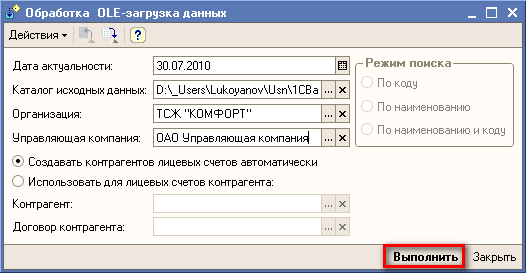 Обработка OLE-загрузка данных
Действия
Дата актуальности: 30.07.2010
Режим поиска
Каталог исходных данных: D:\_Users\Lukoyanov\Usn\1CBa ... ×
По коду
Организация: ТСЖ "КОМФОРТ" ... ×
По наименованию
Управляющая компания: ОАО Управляющая компания ... ×
По наименованию и коду
Создавать контрагентов лицевых счетов автоматически
Использовать для лицевых счетов контрагента:
Контрагент: ... ×
Договор контрагента: ... ×
Выполнить Закрыть